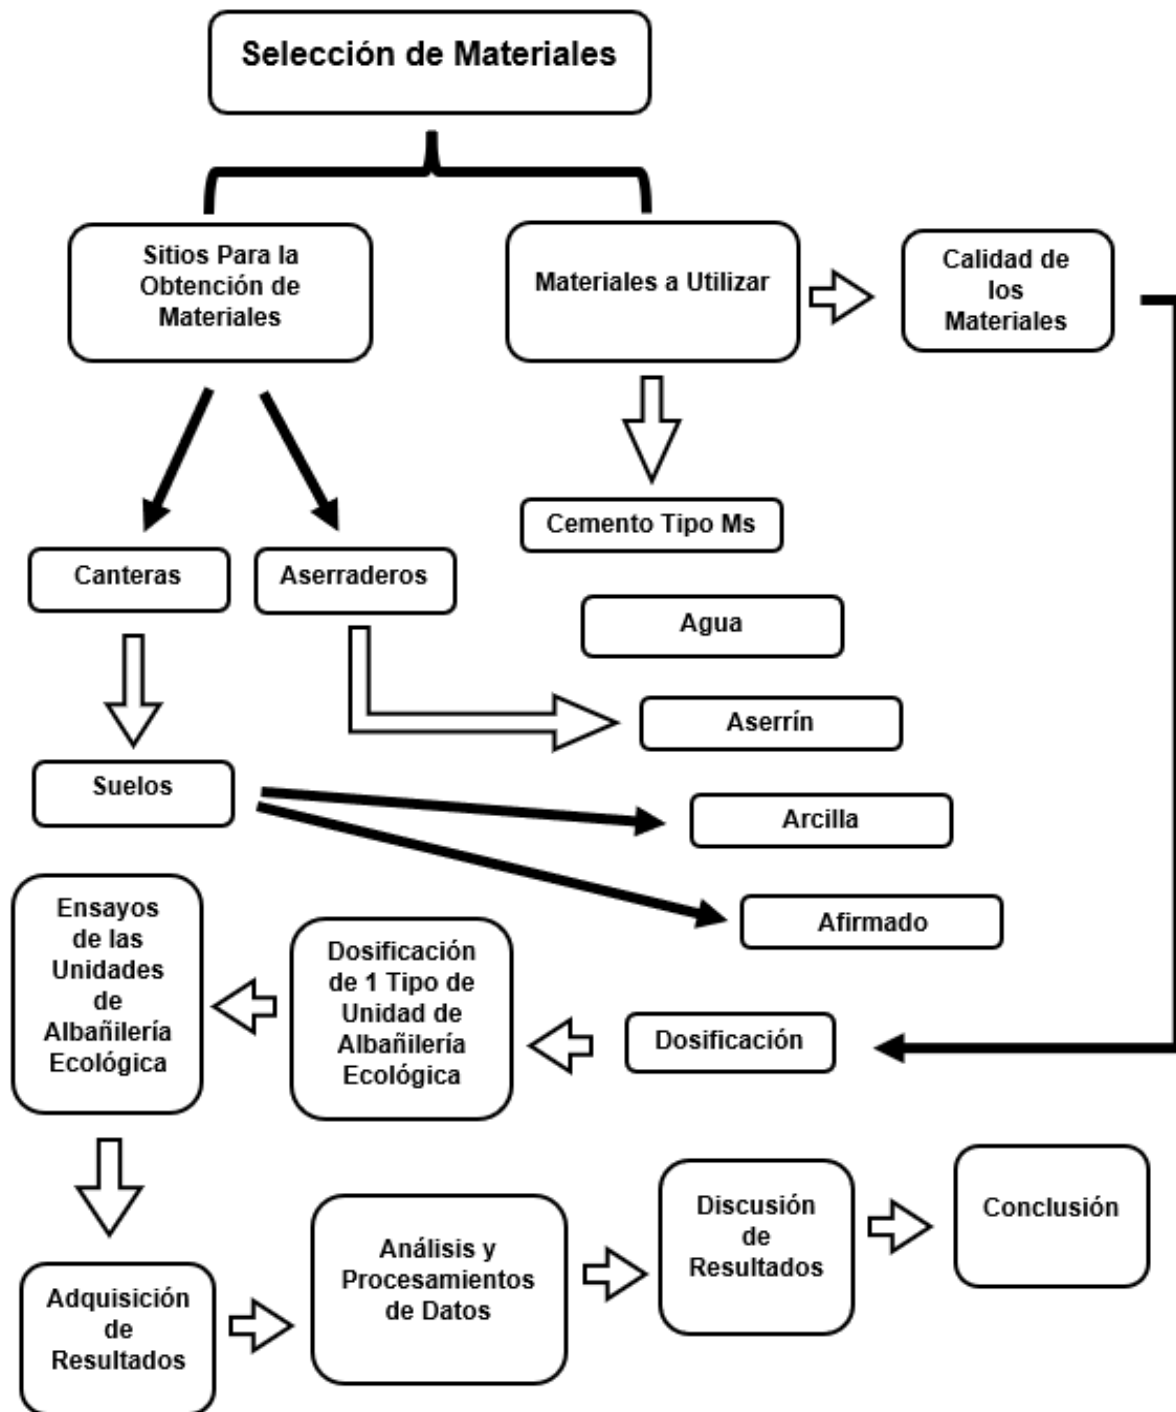 Selección de Materiales
Sitios Para la
Obtención de
Materiales
Materiales a Utilizar
Calidad de
los
Materiales
Canteras
Aserraderos
Cemento Tipo Ms
Agua
Aserrín
Suelos
Arcilla
Afirmado
Dosificación
Dosificación
de 1 Tipo de
Unidad de
Albañilería
Ecológica
Ensayos
de las
Unidades
de
Albañilería
Ecológica
Adquisición
de
Resultados
Análisis y
Procesamientos
de Datos
Discusión
de
Resultados
Conclusión